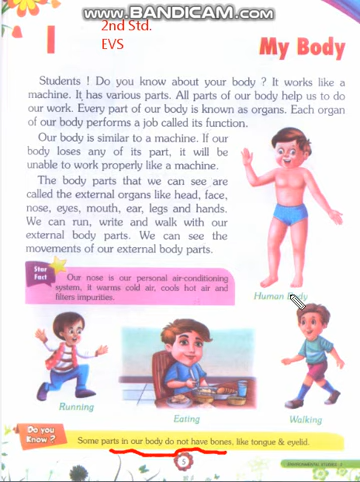 WWW.BANDICAM.COM
2nd Std.
EVS
1
My Body
Students ! Do you know about your body ? It works like a
machine. It has various parts. All parts of our body help us to do
our work. Every part of our body is known as organs. Each organ
of our body performs a job called its function.
Our body is similar to a machine. If our
body loses any of its part, it will be
unable to work properly like a machine.
The body parts that we can see are
called the external organs like head, face,
nose, eyes, mouth, ear, legs and hands.
We can run, write and walk with our
external body parts. We can see the
movements of our external body parts.
Star
Fact
Our nose is our personal air-conditioning
system, it warms cold air, cools hot air and
filters impurities.
Human Body
Running
Eating
Walking
Do you
Know ?
Some parts in our body do not have bones, like tongue & eyelid.
5
ENVIRONMENTAL STUDIES